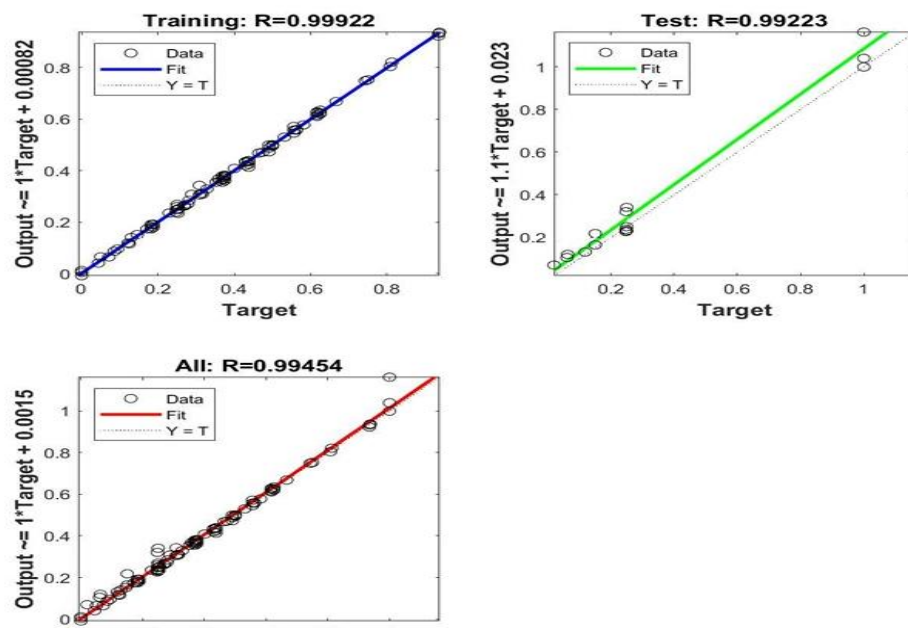 Training: R=0.99922
Output ~= 1*Target + 0.00082
0.8
0.6
0.4
0.2
0
Data
Fit
Y = T
0
0.2
0.4
0.6
0.8
Target
Test: R=0.99223
Output ~= 1.1*Target + 0.023
1
0.8
0.6
0.4
0.2
Data
Fit
Y = T
0.2
0.4
0.6
0.8
1
Target
All: R=0.99454
Output ~= 1*Target + 0.0015
1
0.8
0.6
0.4
0.2
0
Data
Fit
Y = T